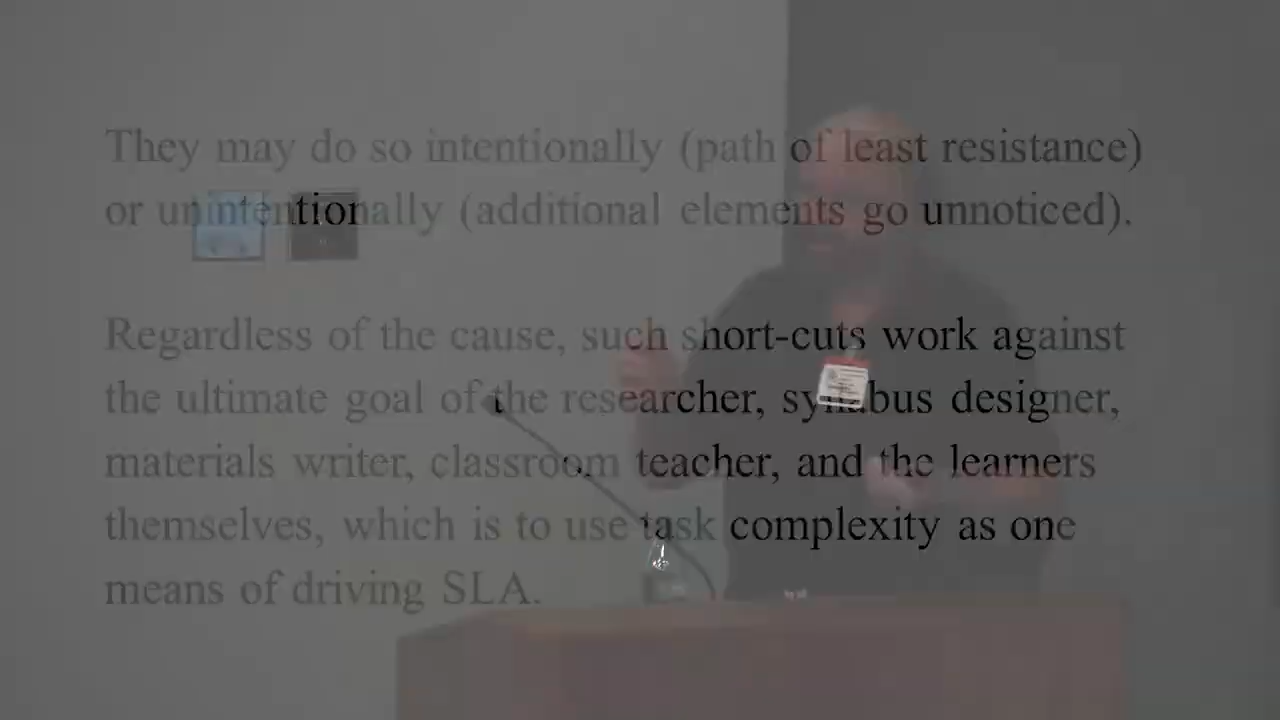 They may do so intentionally (path of least resistance)
or unintentionally (additional elements go unnoticed).
Regardless of the cause, such short-cuts work against
the ultimate goal of the researcher, syllabus designer,
materials writer, classroom teacher, and the learners
themselves, which is to use task complexity as one
means of driving SLA.